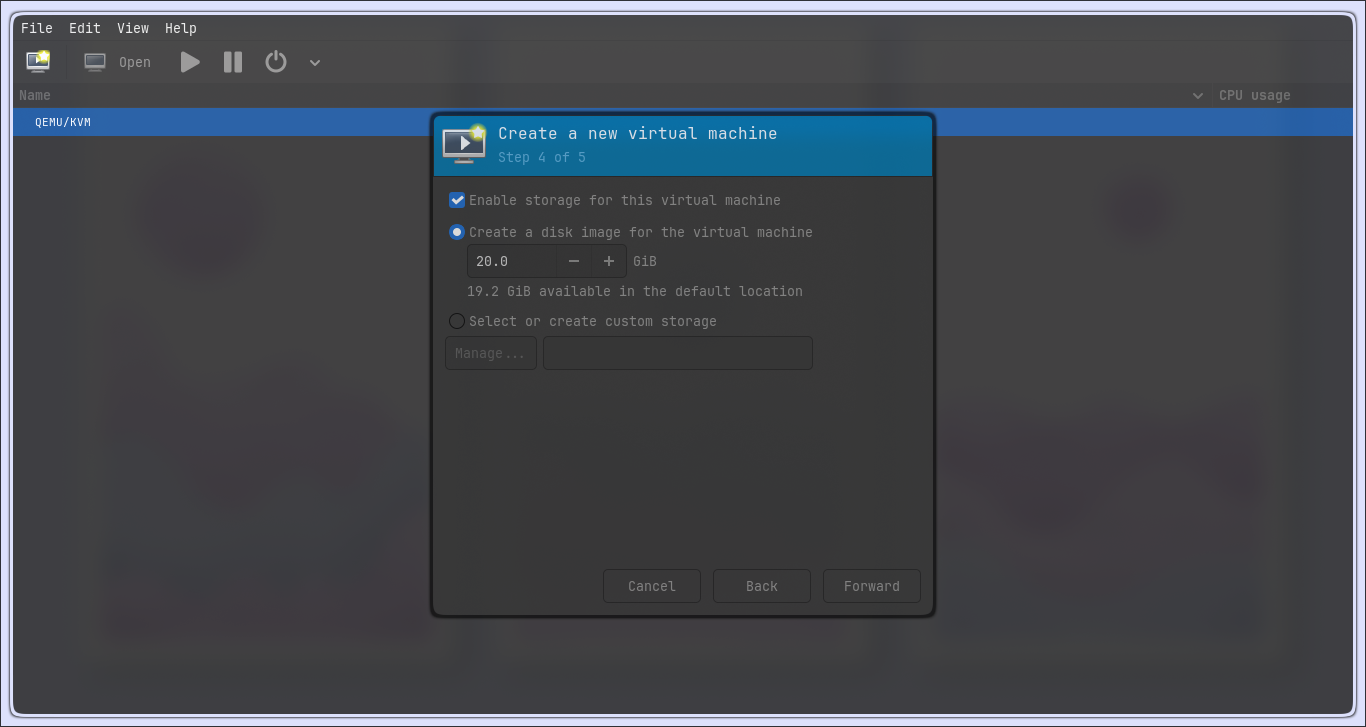 File Edit View Help
Open
Name CPU usage
QEMU/KVM
Create a new virtual machine
Step 4 of 5
Enable storage for this virtual machine
Create a disk image for the virtual machine
20.0 − + GiB
19.2 GiB available in the default location
Select or create custom storage
Manage...
Cancel Back Forward